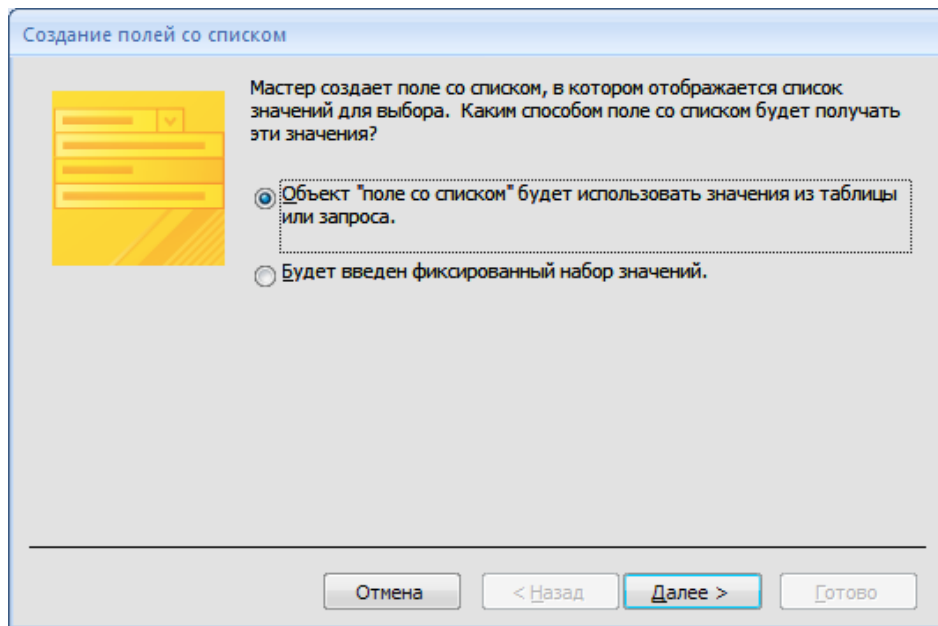 Создание полей со списком
Мастер создает поле со списком, в котором отображается список
значений для выбора. Каким способом поле со списком будет получать
эти значения?
Объект "поле со списком" будет использовать значения из таблицы
или запроса.
Будет введен фиксированный набор значений.
Отмена
< Назад
Далее >
Готово